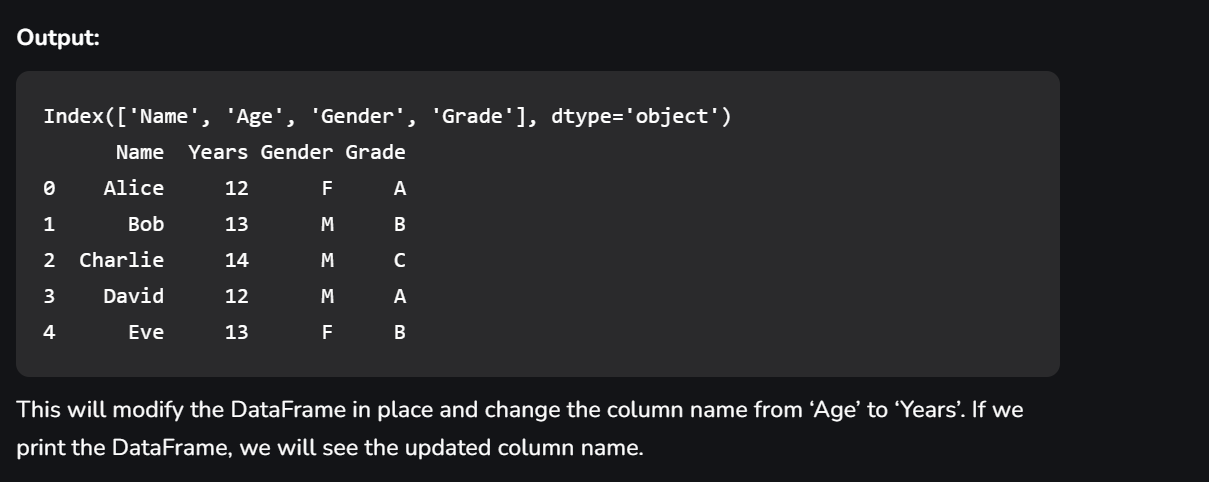 Output:
Index(['Name', 'Age', 'Gender', 'Grade'], dtype='object')
      Name  Years Gender Grade
0    Alice     12      F     A
1      Bob     13      M     B
2  Charlie     14      M     C
3    David     12      M     A
4      Eve     13      F     B
This will modify the DataFrame in place and change the column name from ‘Age’ to ‘Years’. If we
print the DataFrame, we will see the updated column name.